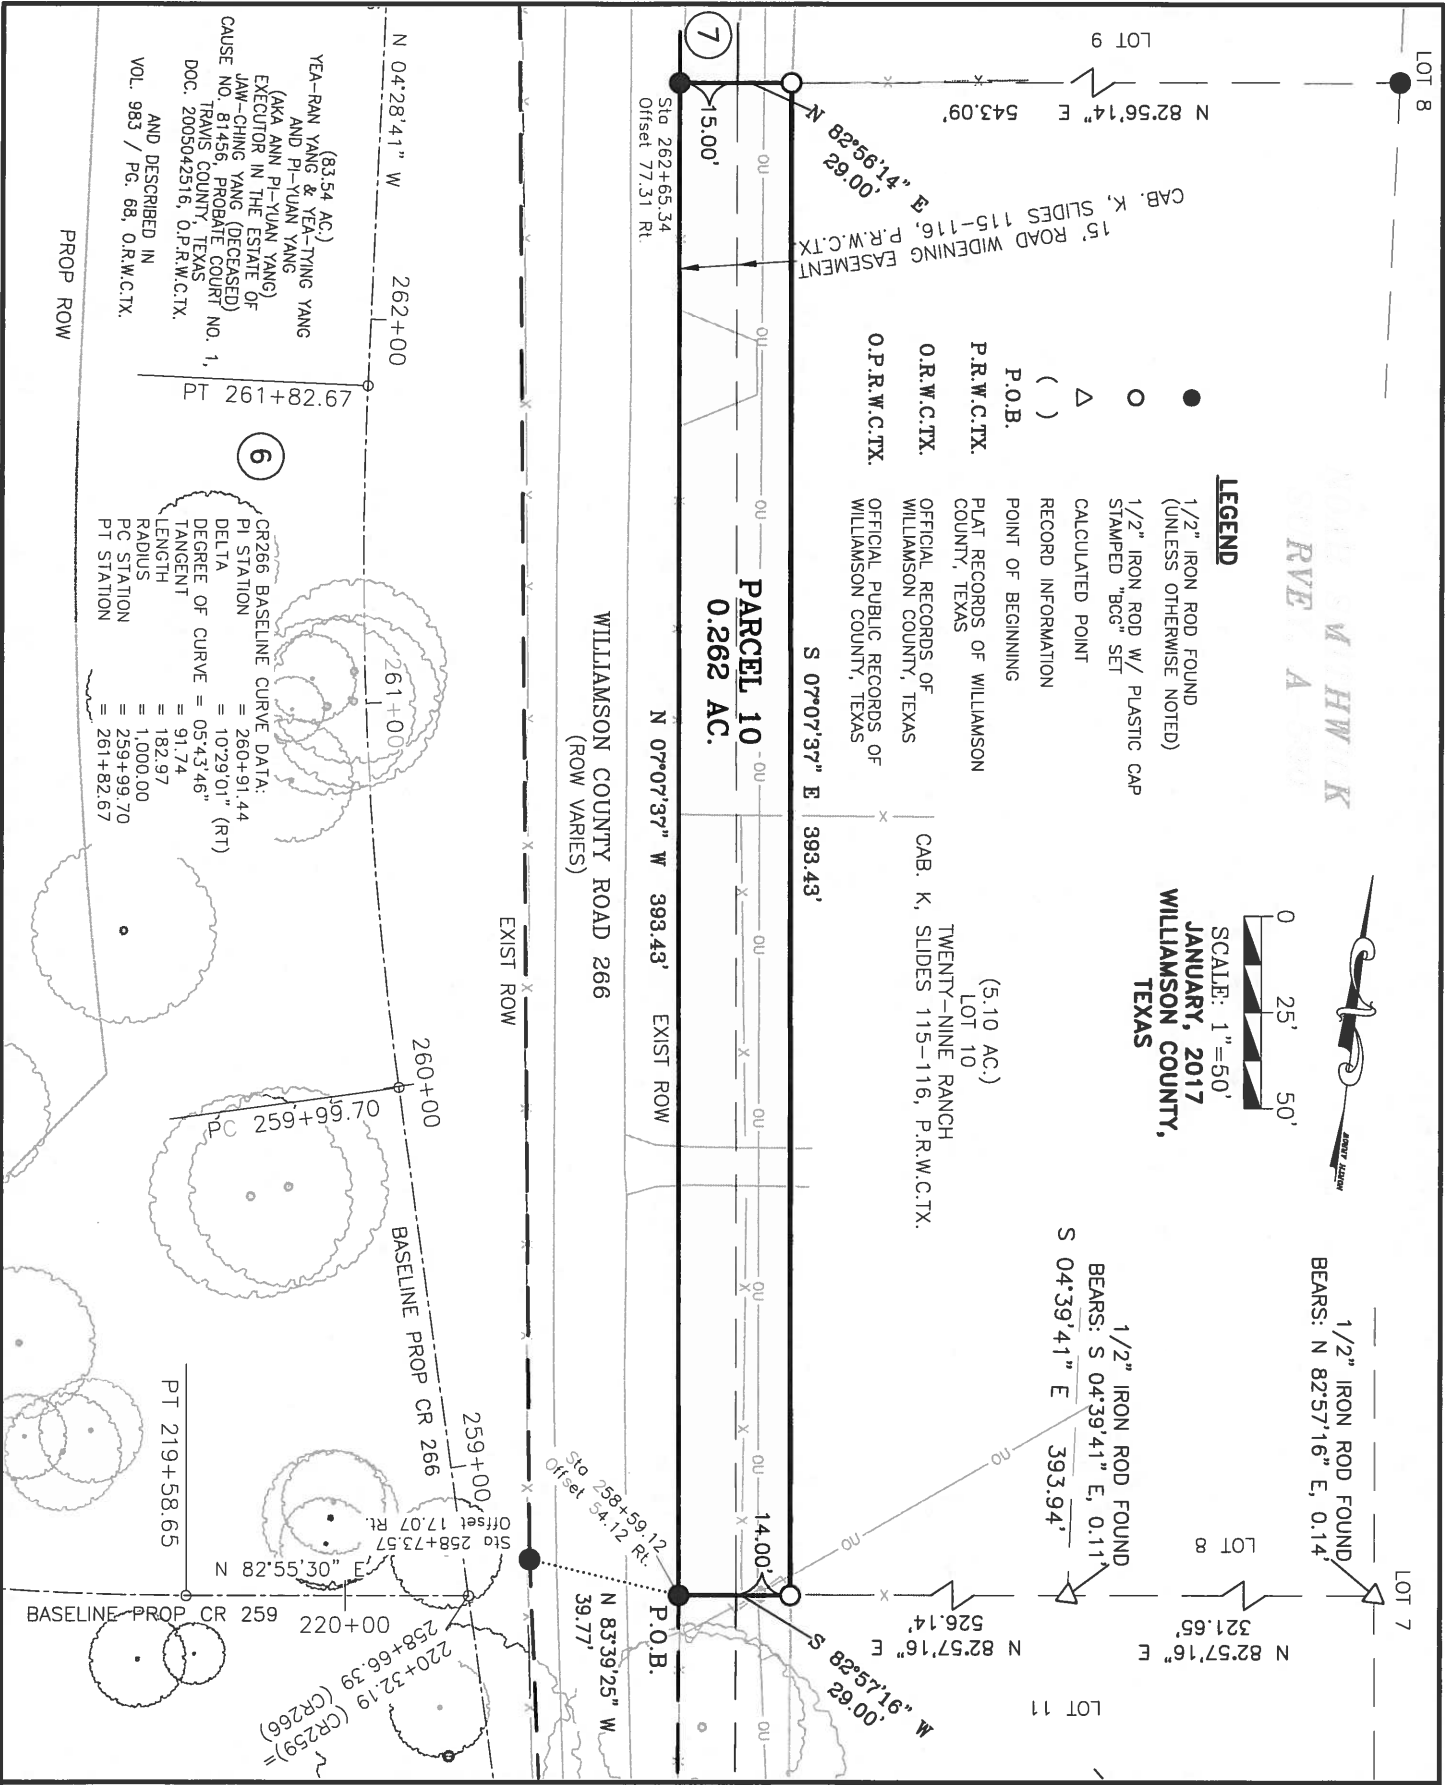 LOT 8
LOT 9
N 82°56'14" E
543.09'
N 82°56'14" E
29.00'
15.00'
7
Sta 262+65.34
Offset 77.31 Rt.
CAB. K, SLIDES 115-116, P.R.W.C.TX.
15' ROAD WIDENING EASEMENT
LEGEND
1/2" IRON ROD FOUND
(UNLESS OTHERWISE NOTED)
1/2" IRON ROD W/ PLASTIC CAP
STAMPED "BCG" SET
CALCULATED POINT
( ) RECORD INFORMATION
P.O.B. POINT OF BEGINNING
P.R.W.C.TX. PLAT RECORDS OF WILLIAMSON
COUNTY, TEXAS
O.R.W.C.TX. OFFICIAL RECORDS OF
WILLIAMSON COUNTY, TEXAS
O.P.R.W.C.TX. OFFICIAL PUBLIC RECORDS OF
WILLIAMSON COUNTY, TEXAS
0 25' 50'
SCALE: 1"=50'
JANUARY, 2017
WILLIAMSON COUNTY,
TEXAS
(5.10 AC.)
LOT 10
TWENTY-NINE RANCH
CAB. K, SLIDES 115-116, P.R.W.C.TX.
LOT 7
1/2" IRON ROD FOUND
BEARS: N 82°57'16" E, 0.14'
1/2" IRON ROD FOUND
BEARS: S 04°39'41" E, 0.11'
S 04°39'41" E 393.94'
LOT 8
N 82°57'16" E
321.65'
N 82°57'16" E
526.14'
LOT 11
S 82°57'16" W
29.00'
14.00'
S 07°07'37" E 393.43'
PARCEL 10
0.262 AC.
OU
OU
OU
OU
OU
OU
OU
OU
OU
OU
OU
N 07°07'37" W 393.43' EXIST ROW
P.O.B.
WILLIAMSON COUNTY ROAD 266
(ROW VARIES)
N 83°39'25" W
39.77'
Sta 258+59.12
Offset 54.12 Rt.
EXIST ROW
Sta 258+73.57
Offset 17.07 Rt.
N 04°28'41" W
262+00
261+00
260+00
259+00
BASELINE PROP CR 266
PT 261+82.67
PC 259+99.70
6
CR266 BASELINE CURVE DATA:
PI STATION = 260+91.44
DELTA = 10°29'01" (RT)
DEGREE OF CURVE = 05°43'46"
TANGENT = 91.74
LENGTH = 182.97
RADIUS = 1,000.00
PC STATION = 259+99.70
PT STATION = 261+82.67
(83.54 AC.)
YEA-RAN YANG & YEA-TYING YANG
AND PI-YUAN YANG
(AKA ANN PI-YUAN YANG)
EXECUTOR IN THE ESTATE OF
JAW-CHING YANG (DECEASED)
CAUSE NO. 81456, PROBATE COURT NO. 1,
TRAVIS COUNTY, TEXAS
DOC. 2005042516, O.P.R.W.C.TX.
AND DESCRIBED IN
VOL. 983 / PG. 68, O.R.W.C.TX.
PROP ROW
PT 219+58.65
N 82°55'30" E
BASELINE PROP CR 259
220+00
220+32.19 (CR259)=
258+66.39 (CR266)